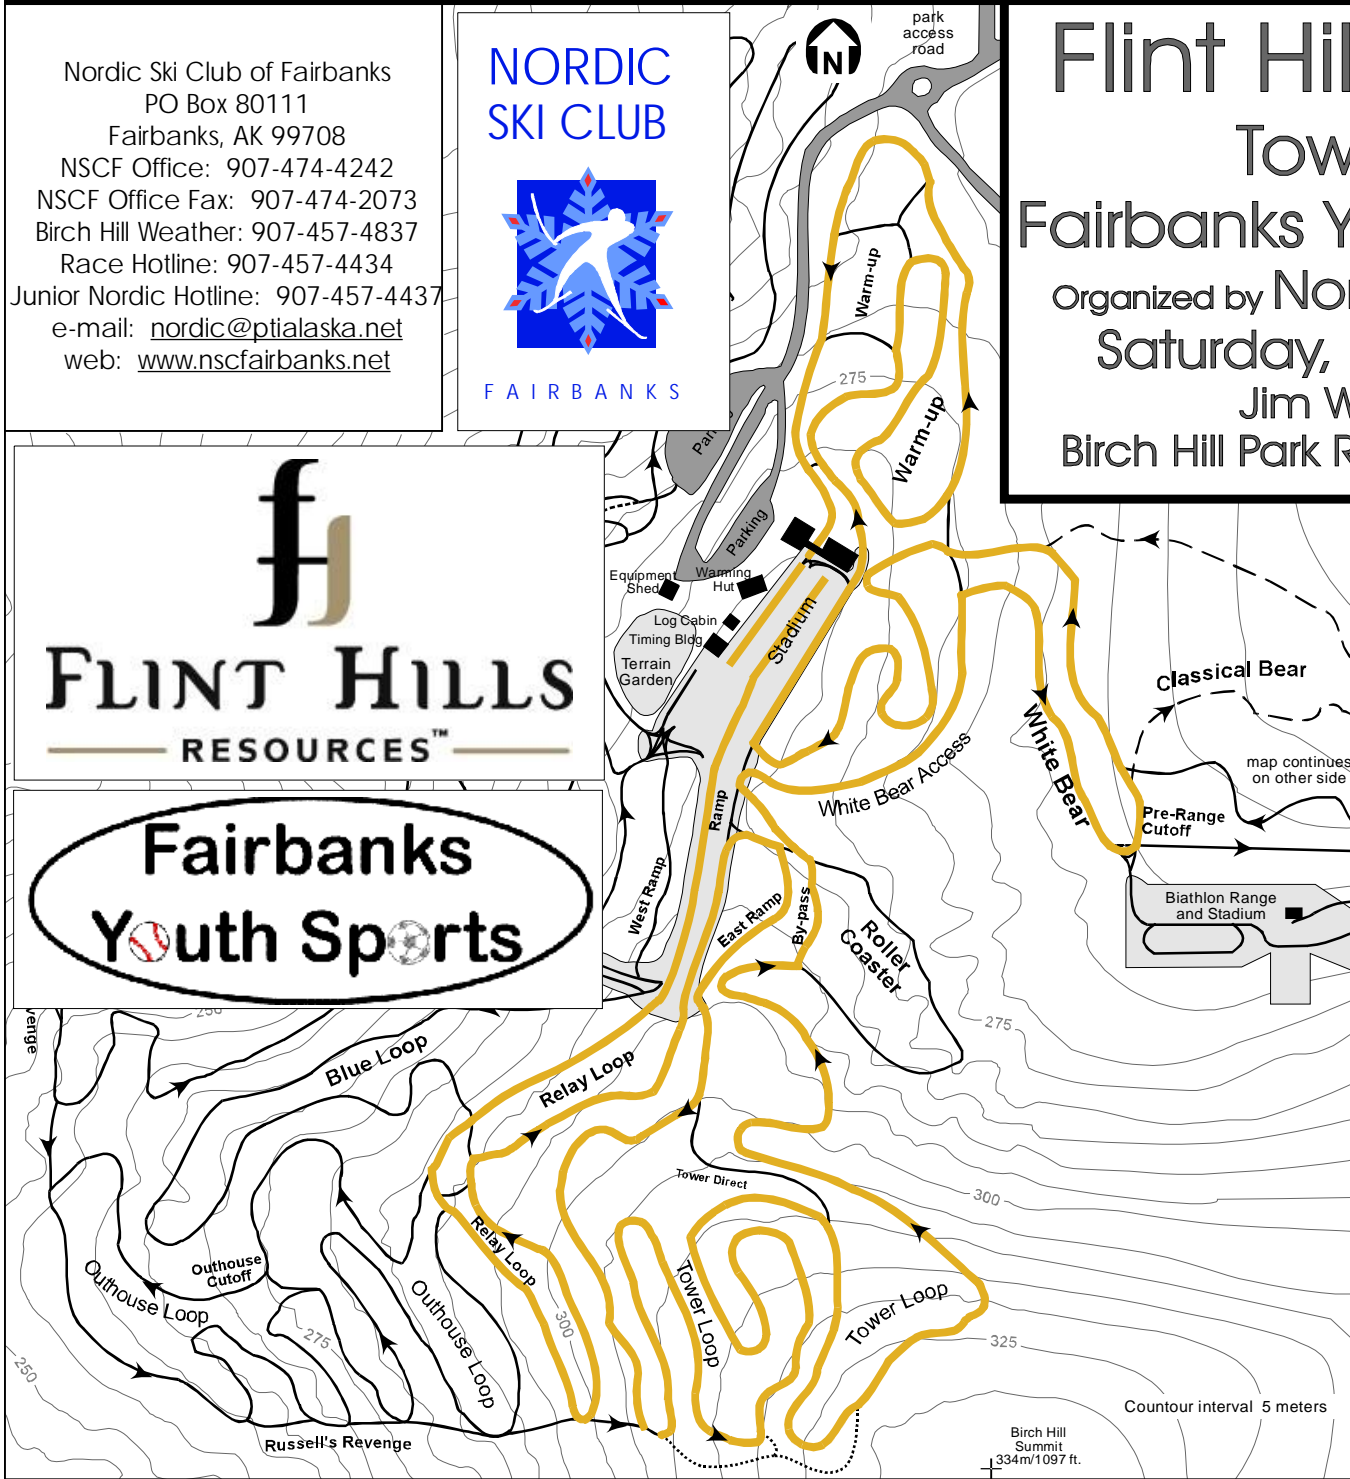 Nordic Ski Club of Fairbanks
PO Box 80111
Fairbanks, AK 99708
NSCF Office: 907-474-4242
NSCF Office Fax: 907-474-2073
Birch Hill Weather: 907-457-4837
Race Hotline: 907-457-4434
Junior Nordic Hotline: 907-457-4437
e-mail: nordic@ptialaska.net
web: www.nscfairbanks.net
NORDIC
SKI CLUB
FAIRBANKS
N
park
access
road
Flint Hil
Tow
Fairbanks Y
Organized by Nor
Saturday,
Jim W
Birch Hill Park R
FLINT HILLS
RESOURCES™
Fairbanks
Youth Sports
Warm-up
275
Warm-up
Parking
Equipment
Shed
Warming
Hut
Log Cabin
Timing Bldg
Terrain
Garden
Stadium
Classical Bear
White Bear
map continues
on other side
White Bear Access
Ramp
Pre-Range
Cutoff
West Ramp
East Ramp
By-pass
Roller
Coaster
Biathlon Range
and Stadium
250
venge
Blue Loop
Relay Loop
275
Tower Direct
300
Relay Loop
Outhouse
Cutoff
Outhouse Loop
Outhouse Loop
Tower Loop
Tower Loop
300
275
325
250
Countour interval 5 meters
Russell's Revenge
Birch Hill
Summit
334m/1097 ft.